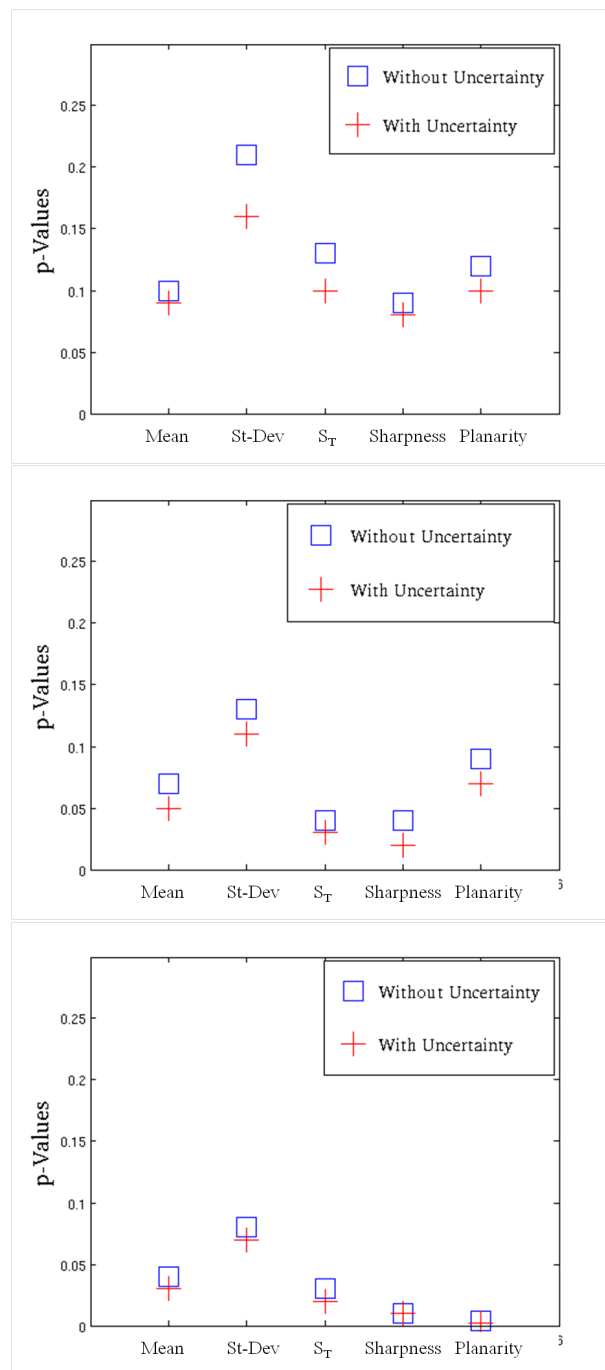 Without Uncertainty
With Uncertainty
0.25
0.2
0.15
0.1
0.05
0
p-Values
Mean St-Dev S_T Sharpness Planarity
Without Uncertainty
With Uncertainty
0.25
0.2
0.15
0.1
0.05
0
p-Values
6
Mean St-Dev S_T Sharpness Planarity
Without Uncertainty
With Uncertainty
0.25
0.2
0.15
0.1
0.05
0
p-Values
6
Mean St-Dev S_T Sharpness Planarity